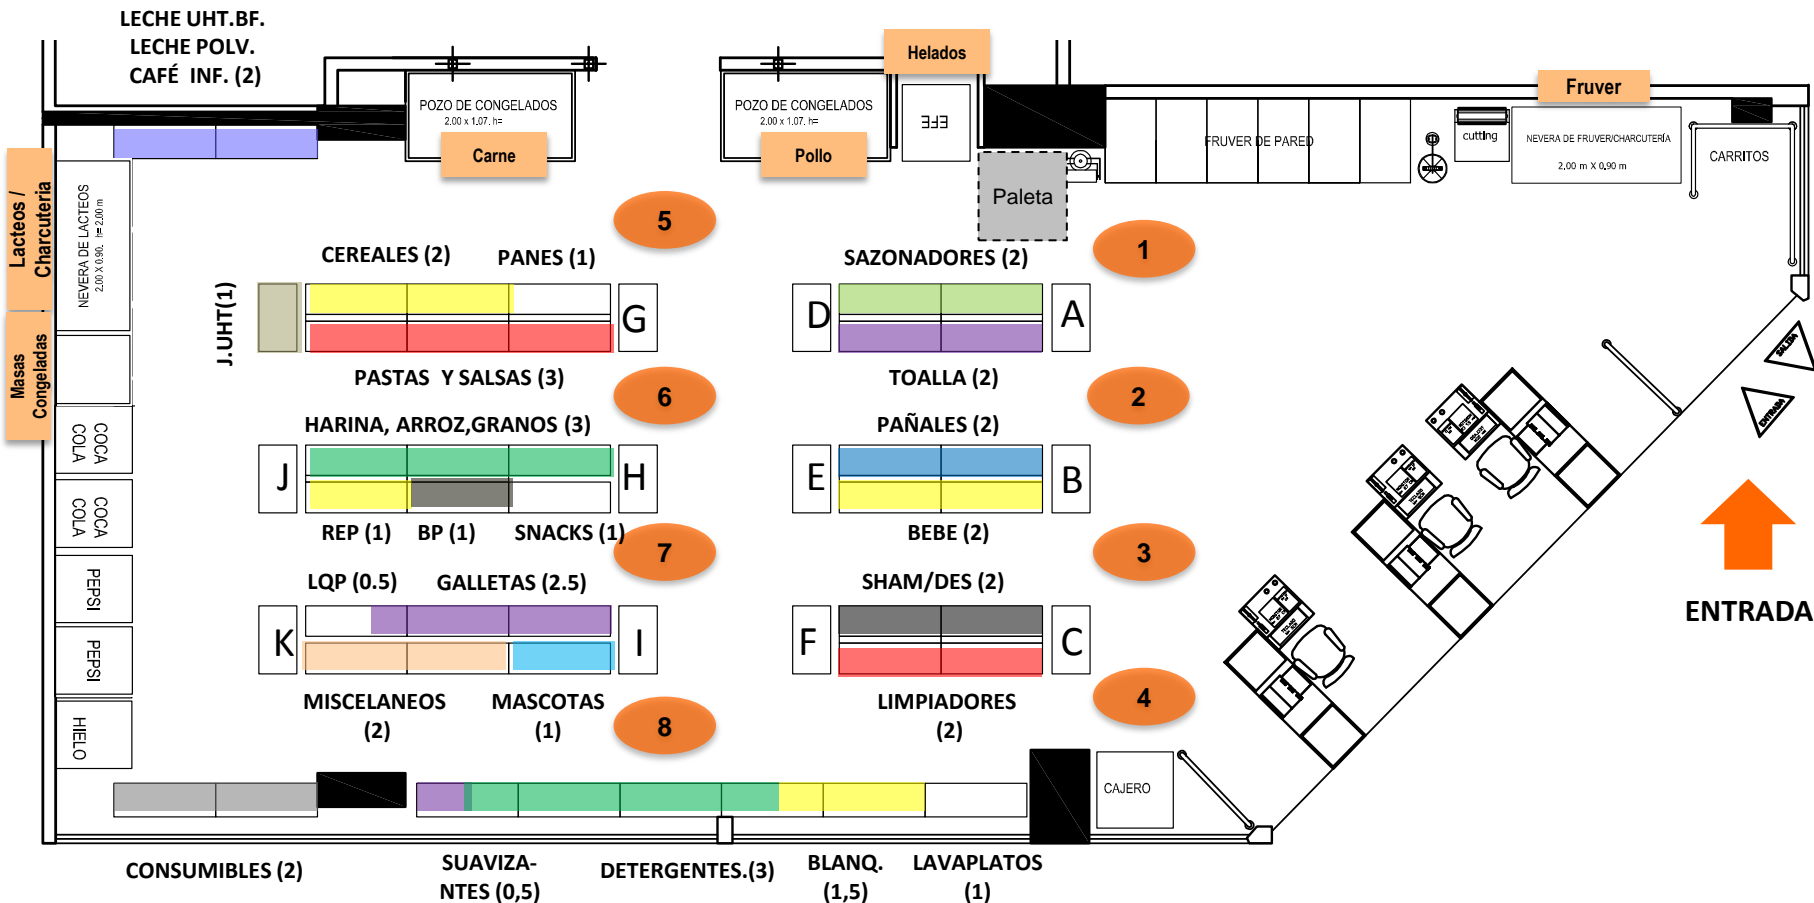 LECHE UHT.BF.
LECHE POLV.
CAFÉ INF. (2)
Helados
Fruver
POZO DE CONGELADOS
2.00 x 1.07. h=
Carne
POZO DE CONGELADOS
2.00 x 1.07. h=
Pollo
EFE
FRUVER DE PARED
cutting
NEVERA DE FRUVER/CHARCUTERÍA
2,00 m X 0,90 m
CARRITOS
Paleta
Lacteos /
Charcuteria
NEVERA DE LACTEOS
2.00 X 0.90. h= 2.00 m
Masas
Congeladas
5
1
CEREALES (2)
PANES (1)
SAZONADORES (2)
J.UHT(1)
G
D
A
PASTAS Y SALSAS (3)
TOALLA (2)
6
2
SALIDA
ENTRADA
HARINA, ARROZ,GRANOS (3)
PAÑALES (2)
COCA
COLA
J
H
E
B
COCA
COLA
REP (1)
BP (1)
SNACKS (1)
BEBE (2)
7
3
LQP (0.5)
GALLETAS (2.5)
SHAM/DES (2)
ENTRADA
PEPSI
K
I
F
C
PEPSI
MISCELANEOS
(2)
MASCOTAS
(1)
LIMPIADORES
(2)
8
4
HIELO
CAJERO
CONSUMIBLES (2)
SUAVIZA-
NTES (0,5)
DETERGENTES.(3)
BLANQ.
(1,5)
LAVAPLATOS
(1)